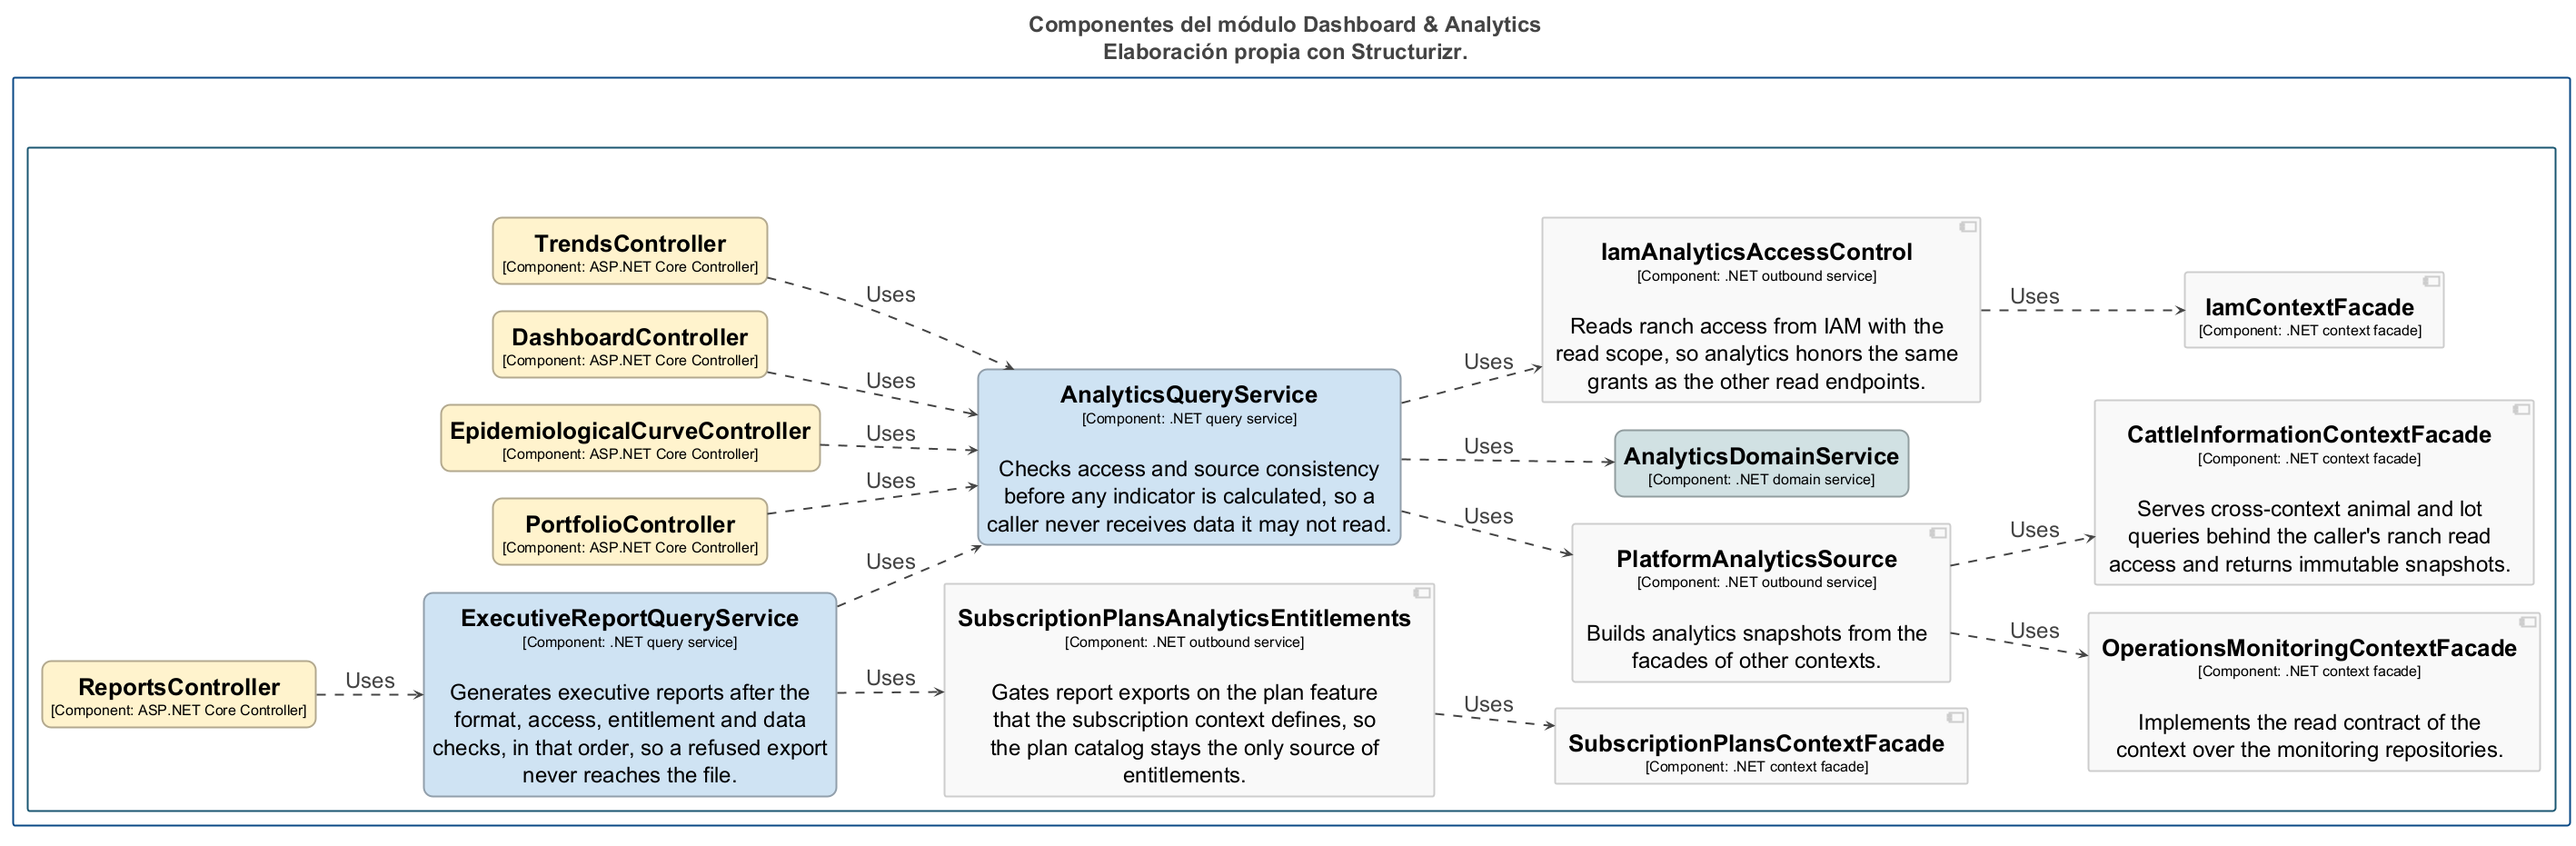 Componentes del módulo Dashboard & Analytics
Elaboración propia con Structurizr.
TrendsController
[Component: ASP.NET Core Controller]
DashboardController
[Component: ASP.NET Core Controller]
EpidemiologicalCurveController
[Component: ASP.NET Core Controller]
PortfolioController
[Component: ASP.NET Core Controller]
ReportsController
[Component: ASP.NET Core Controller]
Uses
ExecutiveReportQueryService
[Component: .NET query service]
Generates executive reports after the
format, access, entitlement and data
checks, in that order, so a refused export
never reaches the file.
Uses
Uses
Uses
Uses
Uses
Uses
AnalyticsQueryService
[Component: .NET query service]
Checks access and source consistency
before any indicator is calculated, so a
caller never receives data it may not read.
SubscriptionPlansAnalyticsEntitlements
[Component: .NET outbound service]
Gates report exports on the plan feature
that the subscription context defines, so
the plan catalog stays the only source of
entitlements.
Uses
Uses
Uses
Uses
IamAnalyticsAccessControl
[Component: .NET outbound service]
Reads ranch access from IAM with the
read scope, so analytics honors the same
grants as the other read endpoints.
AnalyticsDomainService
[Component: .NET domain service]
PlatformAnalyticsSource
[Component: .NET outbound service]
Builds analytics snapshots from the
facades of other contexts.
SubscriptionPlansContextFacade
[Component: .NET context facade]
Uses
Uses
Uses
IamContextFacade
[Component: .NET context facade]
CattleInformationContextFacade
[Component: .NET context facade]
Serves cross-context animal and lot
queries behind the caller's ranch read
access and returns immutable snapshots.
OperationsMonitoringContextFacade
[Component: .NET context facade]
Implements the read contract of the
context over the monitoring repositories.